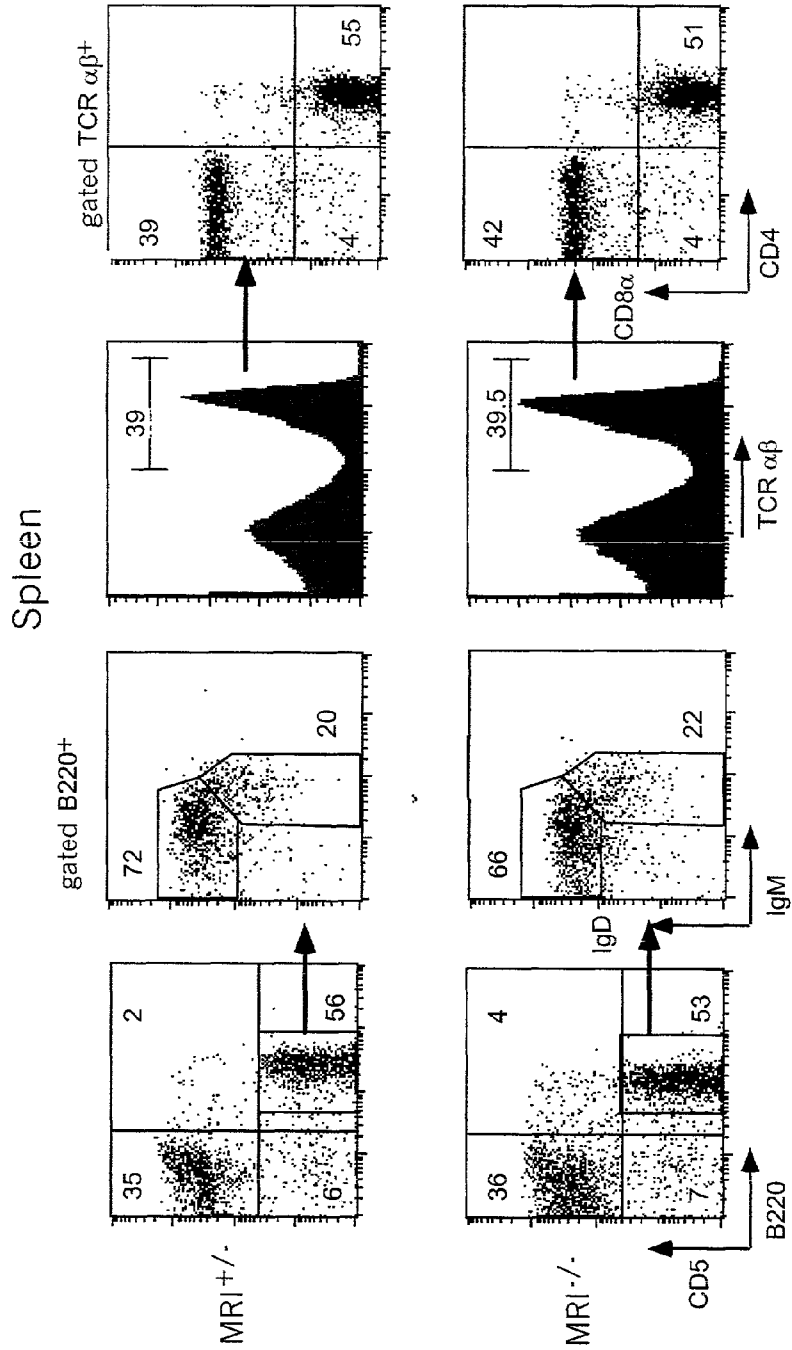 Spleen
gated B220+
gated TCR αβ+
MRI+/-
35
2
6
56
72
20
39
39
4
55
MRI-/-
36
4
7
53
66
22
39.5
42
4
51
CD5
B220
IgD
IgM
TCR αβ
CD8α
CD4